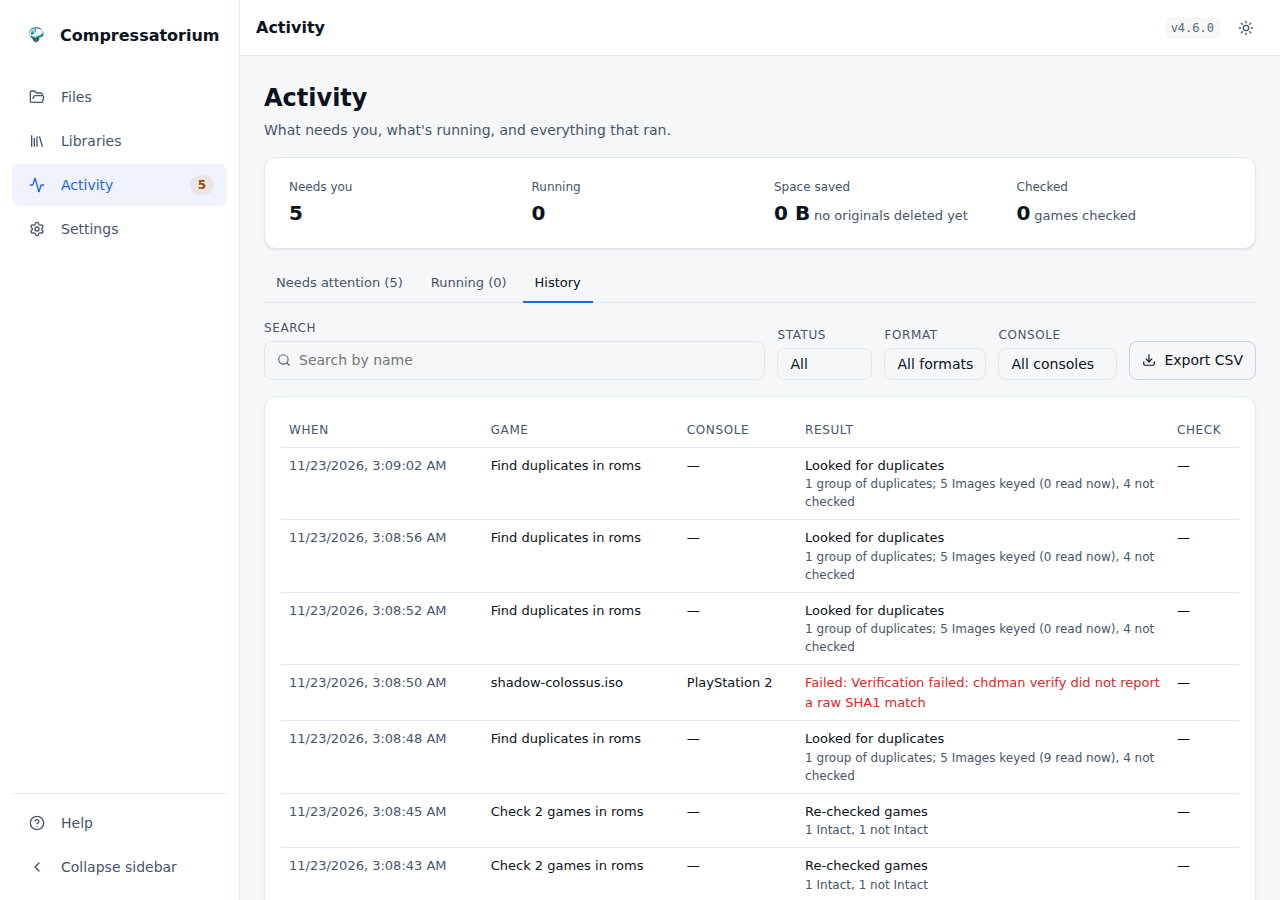 Compressatorium
Files
Libraries
Activity 5
Settings
Help
Collapse sidebar
Activity v4.6.0
Activity
What needs you, what's running, and everything that ran.
Needs you Running Space saved Checked
5 0 0 B no originals deleted yet 0 games checked
Needs attention (5) Running (0) History
SEARCH STATUS FORMAT CONSOLE
Search by name All All formats All consoles Export CSV
WHEN GAME CONSOLE RESULT CHECK
11/23/2026, 3:09:02 AM Find duplicates in roms — Looked for duplicates —
1 group of duplicates; 5 Images keyed (0 read now), 4 not
checked
11/23/2026, 3:08:56 AM Find duplicates in roms — Looked for duplicates —
1 group of duplicates; 5 Images keyed (0 read now), 4 not
checked
11/23/2026, 3:08:52 AM Find duplicates in roms — Looked for duplicates —
1 group of duplicates; 5 Images keyed (0 read now), 4 not
checked
11/23/2026, 3:08:50 AM shadow-colossus.iso PlayStation 2 Failed: Verification failed: chdman verify did not report —
a raw SHA1 match
11/23/2026, 3:08:48 AM Find duplicates in roms — Looked for duplicates —
1 group of duplicates; 5 Images keyed (9 read now), 4 not
checked
11/23/2026, 3:08:45 AM Check 2 games in roms — Re-checked games —
1 Intact, 1 not Intact
11/23/2026, 3:08:43 AM Check 2 games in roms — Re-checked games —
1 Intact, 1 not Intact